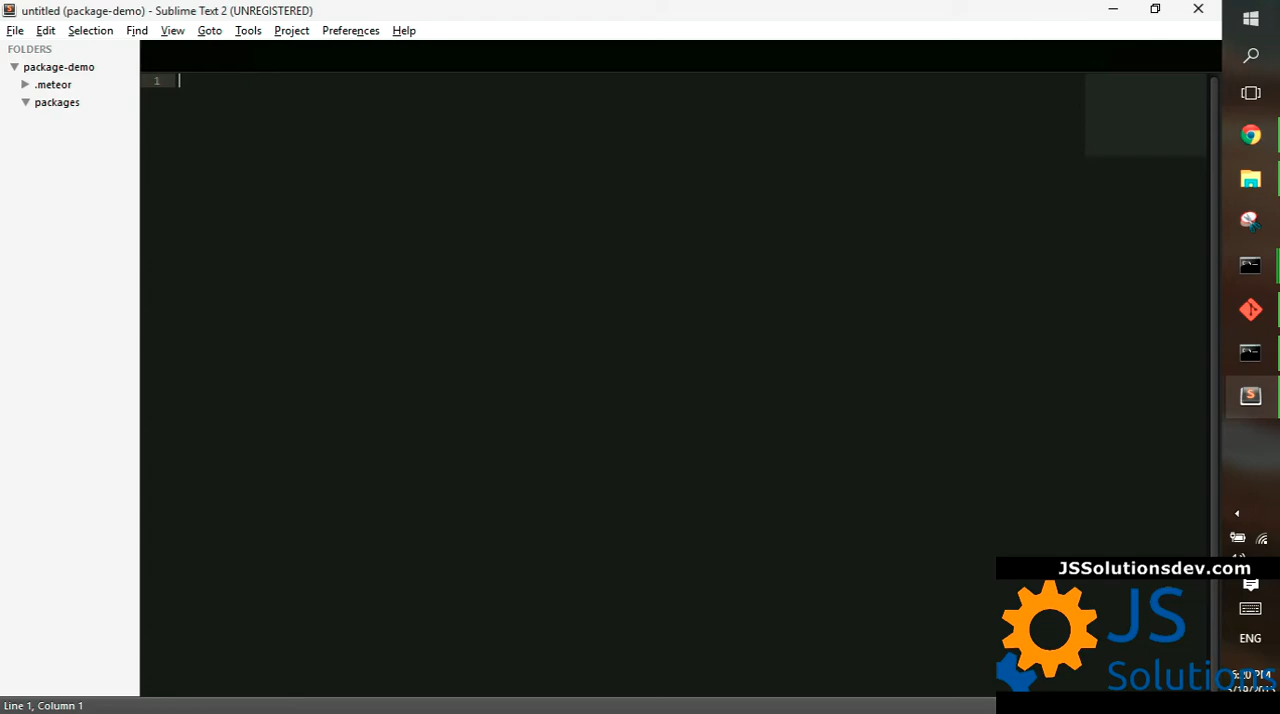 untitled (package-demo) - Sublime Text 2 (UNREGISTERED)
File Edit Selection Find View Goto Tools Project Preferences Help
FOLDERS
package-demo
.meteor
packages
1
JSSolutionsdev.com
JS
Solutions
ENG
Line 1, Column 1